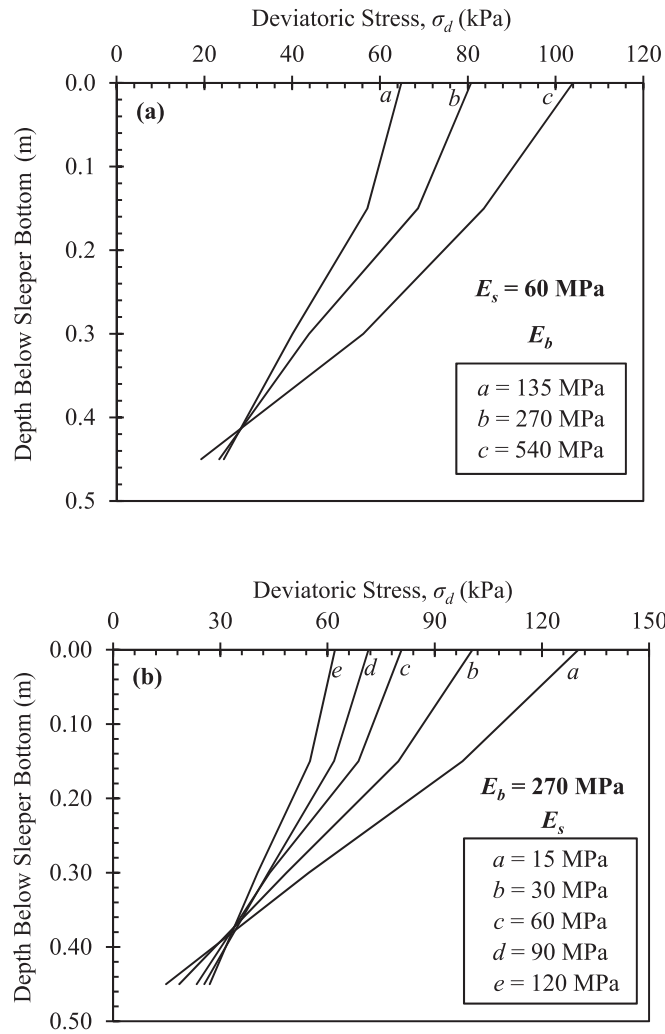 Deviatoric Stress, σd (kPa)
0 20 40 60 80 100 120
0.0
0.1
0.2
0.3
0.4
0.5
Depth Below Sleeper Bottom (m)
(a)
a b c
Es = 60 MPa
Eb
a = 135 MPa
b = 270 MPa
c = 540 MPa
Deviatoric Stress, σd (kPa)
0 30 60 90 120 150
0.00
0.10
0.20
0.30
0.40
0.50
Depth Below Sleeper Bottom (m)
(b)
e d c b a
Eb = 270 MPa
Es
a = 15 MPa
b = 30 MPa
c = 60 MPa
d = 90 MPa
e = 120 MPa